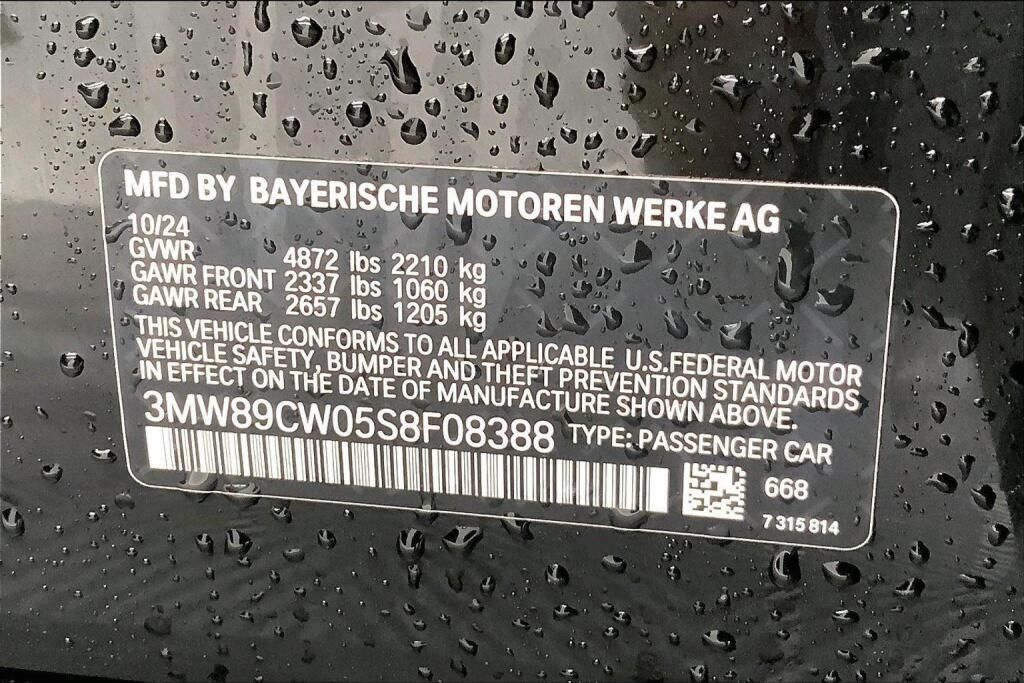 MFD BY BAYERISCHE MOTOREN WERKE AG
10/24
GVWR 4872 lbs 2210 kg
GAWR FRONT 2337 lbs 1060 kg
GAWR REAR 2657 lbs 1205 kg
THIS VEHICLE CONFORMS TO ALL APPLICABLE U.S.FEDERAL MOTOR
VEHICLE SAFETY, BUMPER AND THEFT PREVENTION STANDARDS
IN EFFECT ON THE DATE OF MANUFACTURE SHOWN ABOVE.
3MW89CW05S8F08388 TYPE: PASSENGER CAR
668
7 315 814